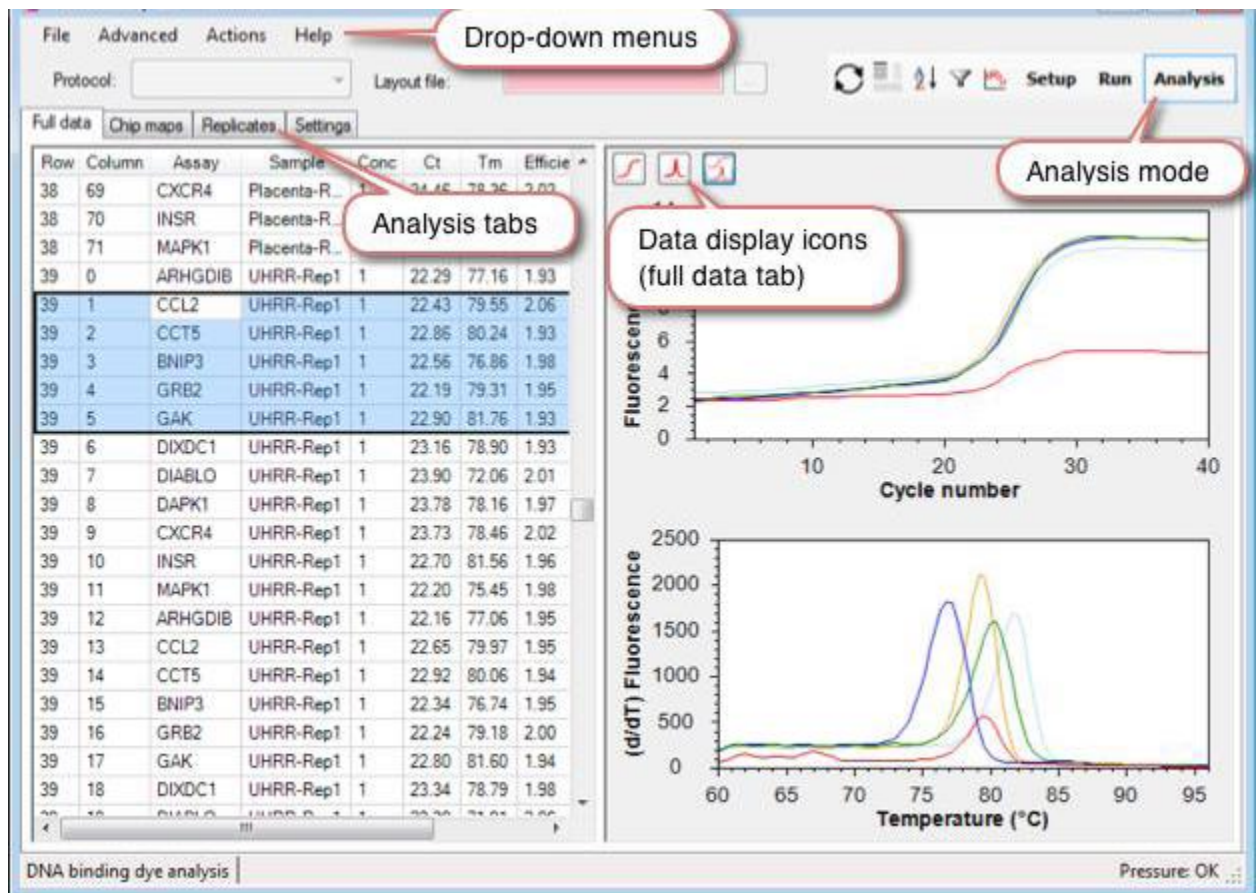 File Advanced Actions Help
Drop-down menus
Protocol: Layout file:
Setup Run Analysis
Full data Chip maps Replicates Settings
Analysis mode
Row Column Assay Sample Conc Ct Tm Efficie
38 69 CXCR4 Placenta-R...
38 70 INSR Placenta-R...
38 71 MAPK1 Placenta-R...
Analysis tabs
Data display icons
(full data tab)
39 0 ARHGDIB UHRR-Rep1 1 22.29 77.16 1.93
39 1 CCL2 UHRR-Rep1 1 22.43 79.55 2.06
39 2 CCT5 UHRR-Rep1 1 22.86 80.24 1.93
39 3 BNIP3 UHRR-Rep1 1 22.56 76.86 1.98
39 4 GRB2 UHRR-Rep1 1 22.19 79.31 1.95
39 5 GAK UHRR-Rep1 1 22.90 81.76 1.93
39 6 DIXDC1 UHRR-Rep1 1 23.16 78.90 1.93
39 7 DIABLO UHRR-Rep1 1 23.90 72.06 2.01
39 8 DAPK1 UHRR-Rep1 1 23.78 78.16 1.97
39 9 CXCR4 UHRR-Rep1 1 23.73 78.46 2.02
39 10 INSR UHRR-Rep1 1 22.70 81.56 1.96
39 11 MAPK1 UHRR-Rep1 1 22.20 75.45 1.98
39 12 ARHGDIB UHRR-Rep1 1 22.16 77.06 1.95
39 13 CCL2 UHRR-Rep1 1 22.65 79.97 1.95
39 14 CCT5 UHRR-Rep1 1 22.92 80.06 1.94
39 15 BNIP3 UHRR-Rep1 1 22.34 76.74 1.95
39 16 GRB2 UHRR-Rep1 1 22.24 79.18 2.00
39 17 GAK UHRR-Rep1 1 22.80 81.60 1.94
39 18 DIXDC1 UHRR-Rep1 1 23.34 78.79 1.98
6
4
2
0
10 20 30 40
Cycle number
(d/dT) Fluorescence
2500
2000
1500
1000
500
0
60 65 70 75 80 85 90 95
Temperature (°C)
DNA binding dye analysis
Pressure: OK